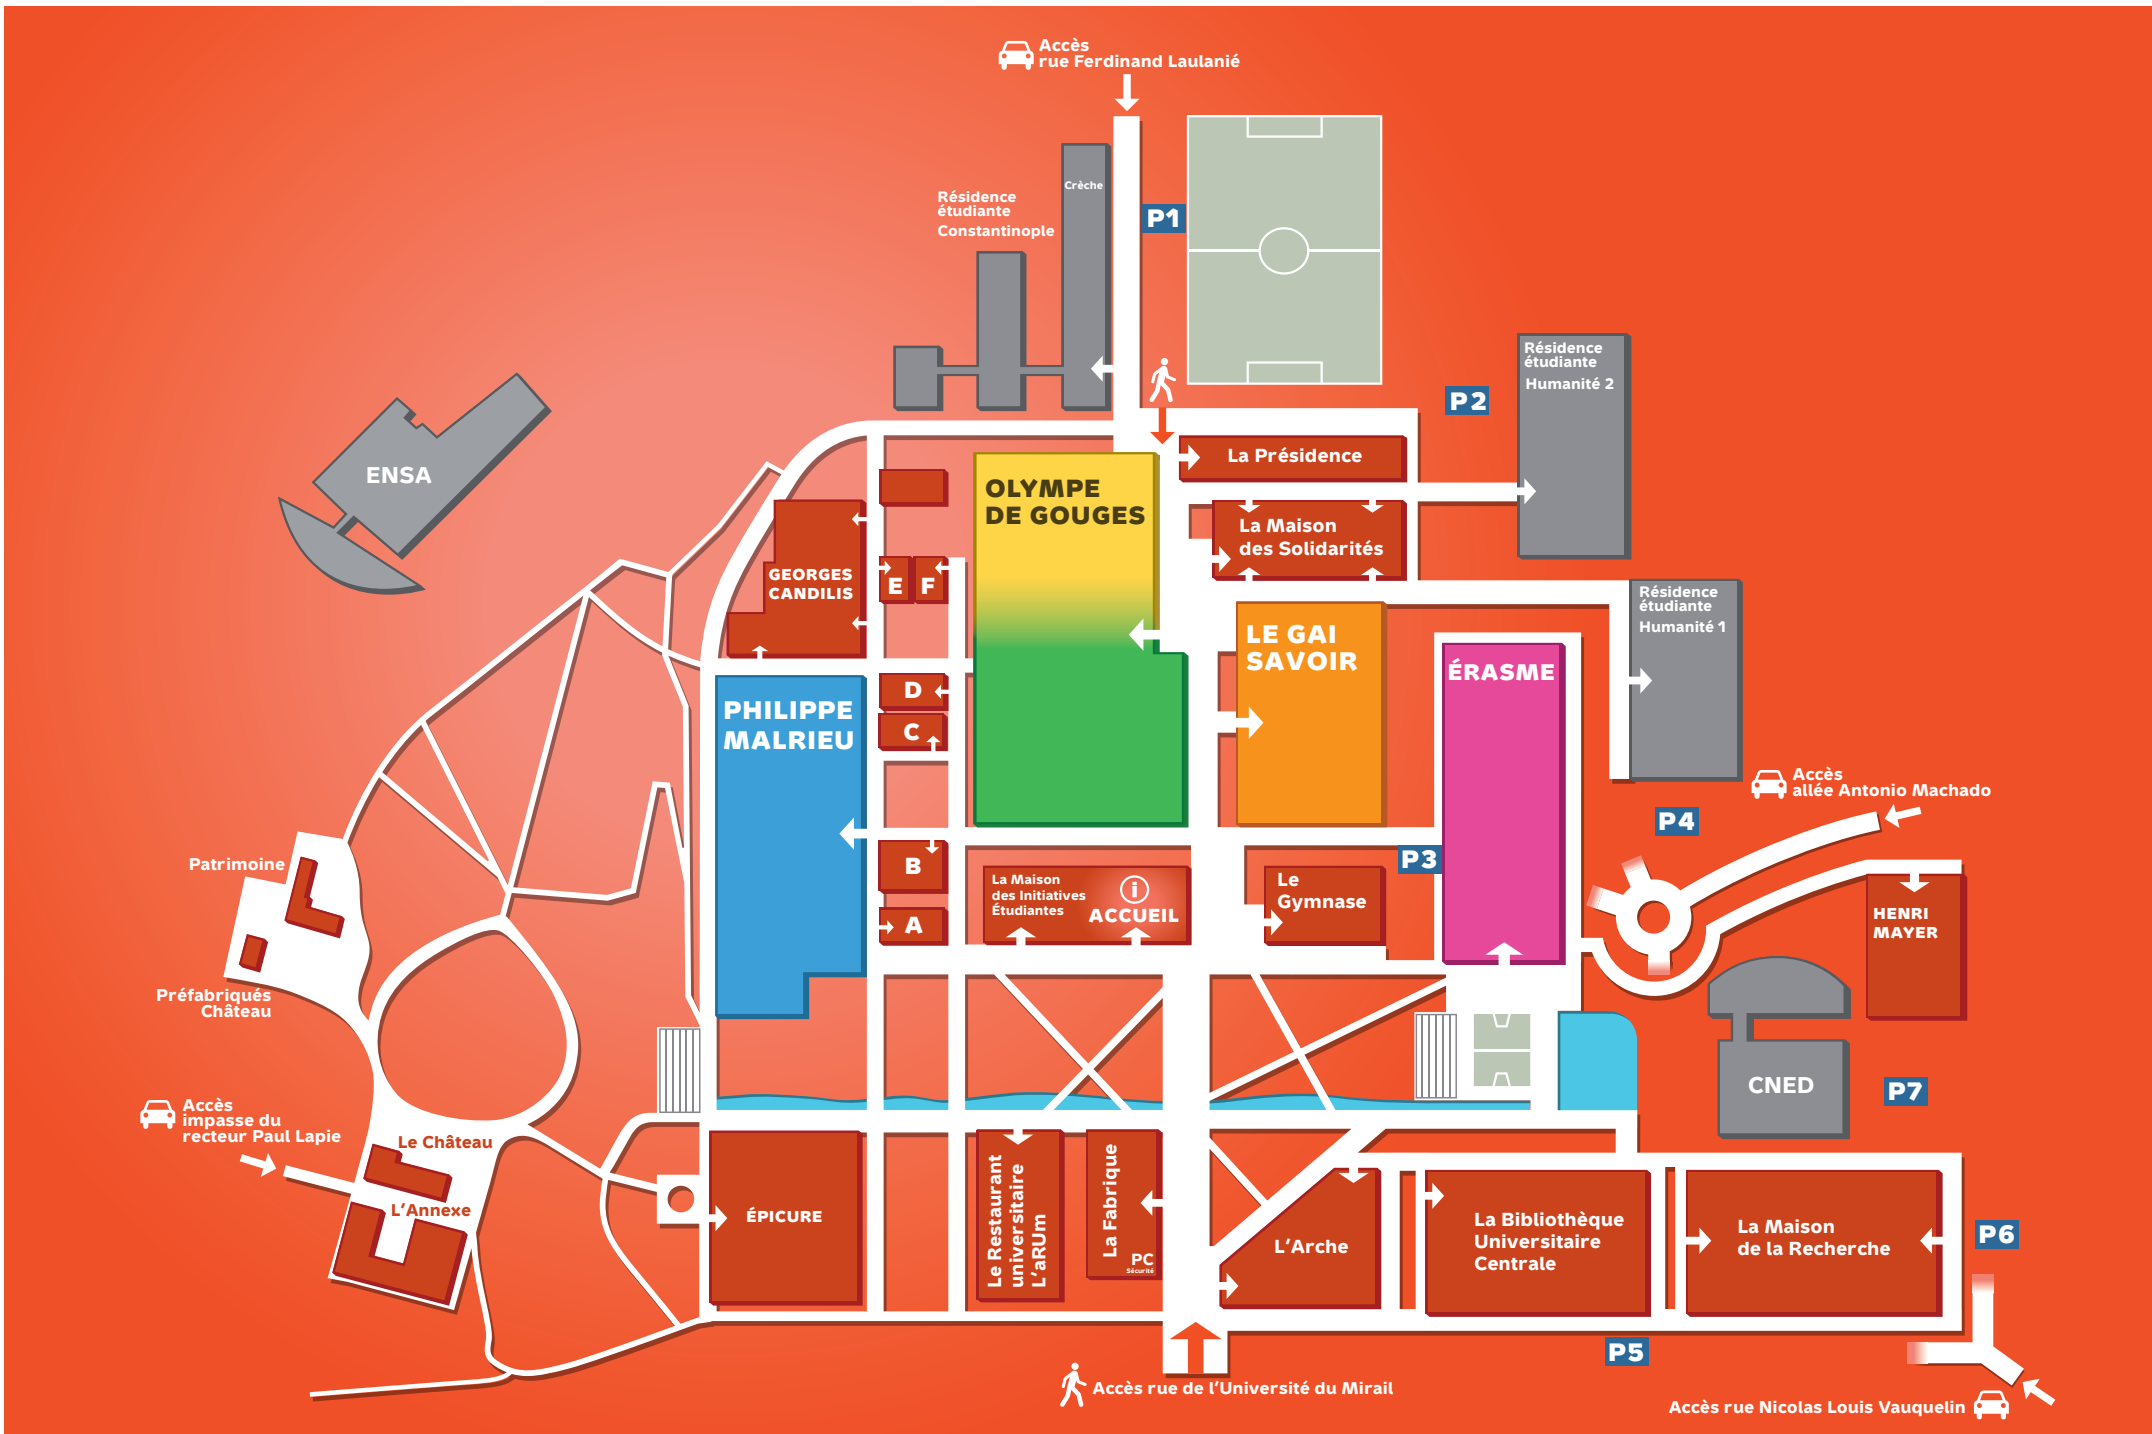 Accès
rue Ferdinand Laulanié
Crèche
Résidence
étudiante
Constantinople
P1
Résidence
étudiante
Humanité 2
P2
ENSA
La Présidence
OLYMPE
DE GOUGES
La Maison
des Solidarités
GEORGES
CANDILIS
E
F
Résidence
étudiante
Humanité 1
LE GAI
SAVOIR
ÉRASME
D
C
PHILIPPE
MALRIEU
Accès
allée Antonio Machado
P4
P3
B
A
La Maison
des Initiatives
Étudiantes
i
ACCUEIL
Le
Gymnase
HENRI
MAYER
Patrimoine
Préfabriqués
Château
CNED
P7
Accès
impasse du
recteur Paul Lapie
Le Château
L'Annexe
ÉPICURE
Le Restaurant
universitaire
L'aRUm
La Fabrique
PC
Sécurité
L'Arche
La Bibliothèque
Universitaire
Centrale
La Maison
de la Recherche
P6
P5
Accès rue de l'Université du Mirail
Accès rue Nicolas Louis Vauquelin